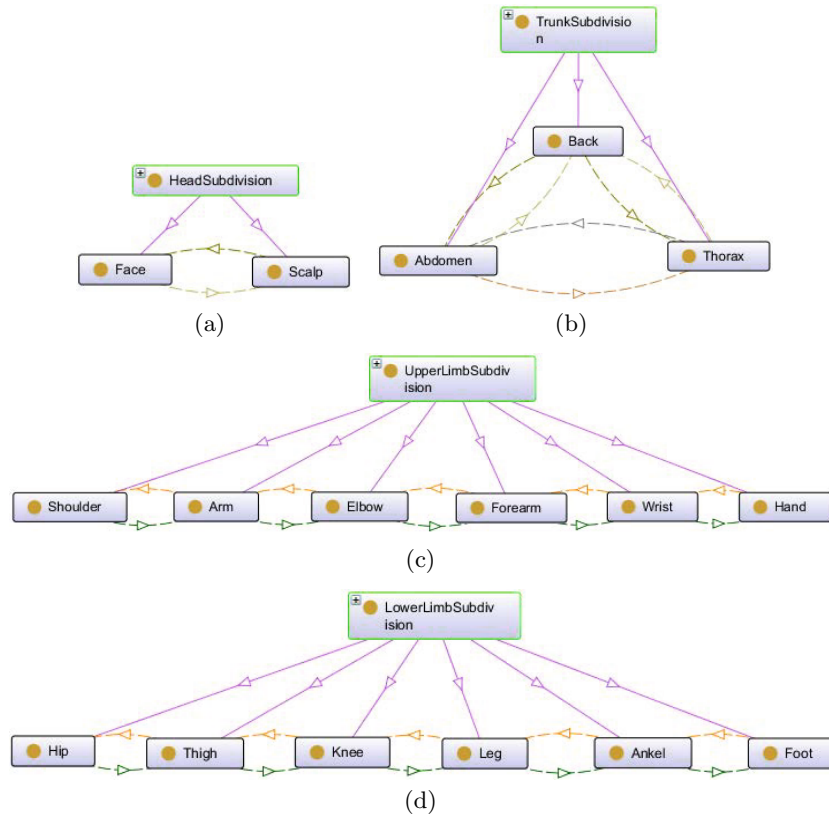 TrunkSubdivisio
n
Back
Abdomen
Thorax
HeadSubdivision
Face
Scalp
(a)
(b)
UpperLimbSubdiv
ision
Shoulder
Arm
Elbow
Forearm
Wrist
Hand
(c)
LowerLimbSubdiv
ision
Hip
Thigh
Knee
Leg
Ankel
Foot
(d)